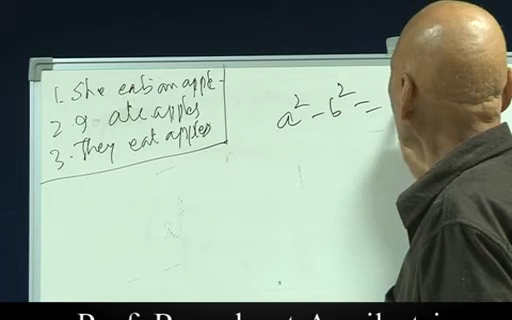 1. She eats an apple.
2 I ate apples
3. They eat apples
a² - b² =